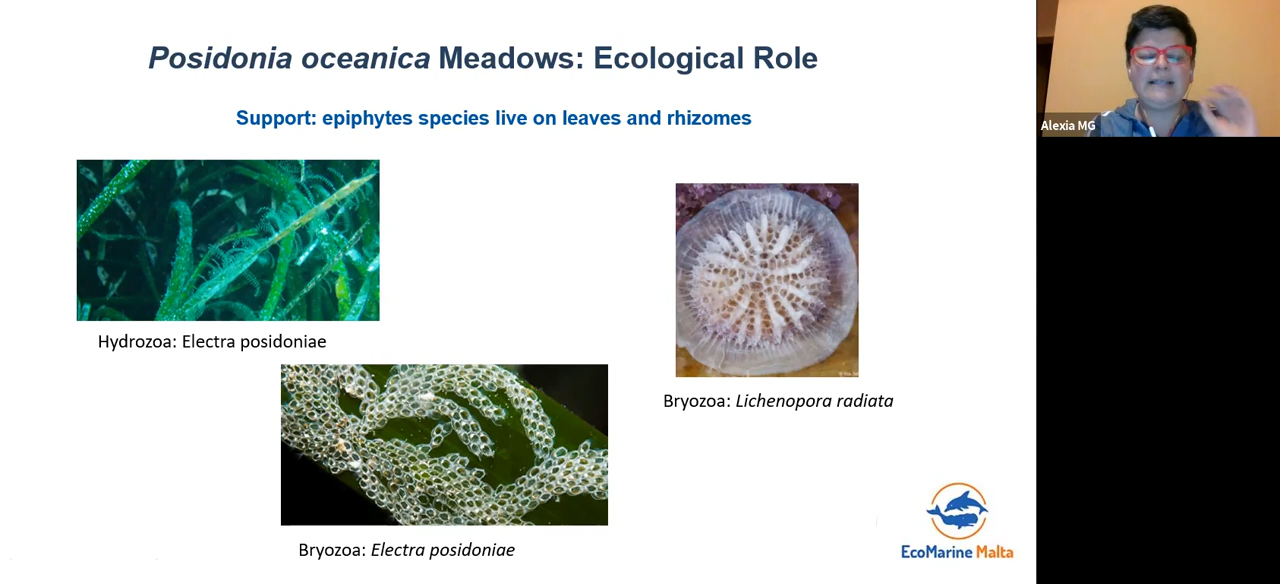 Posidonia oceanica Meadows: Ecological Role
Support: epiphytes species live on leaves and rhizomes
Alexia MG
Hydrozoa: Electra posidoniae
Bryozoa: Lichenopora radiata
Bryozoa: Electra posidoniae
EcoMarine Malta